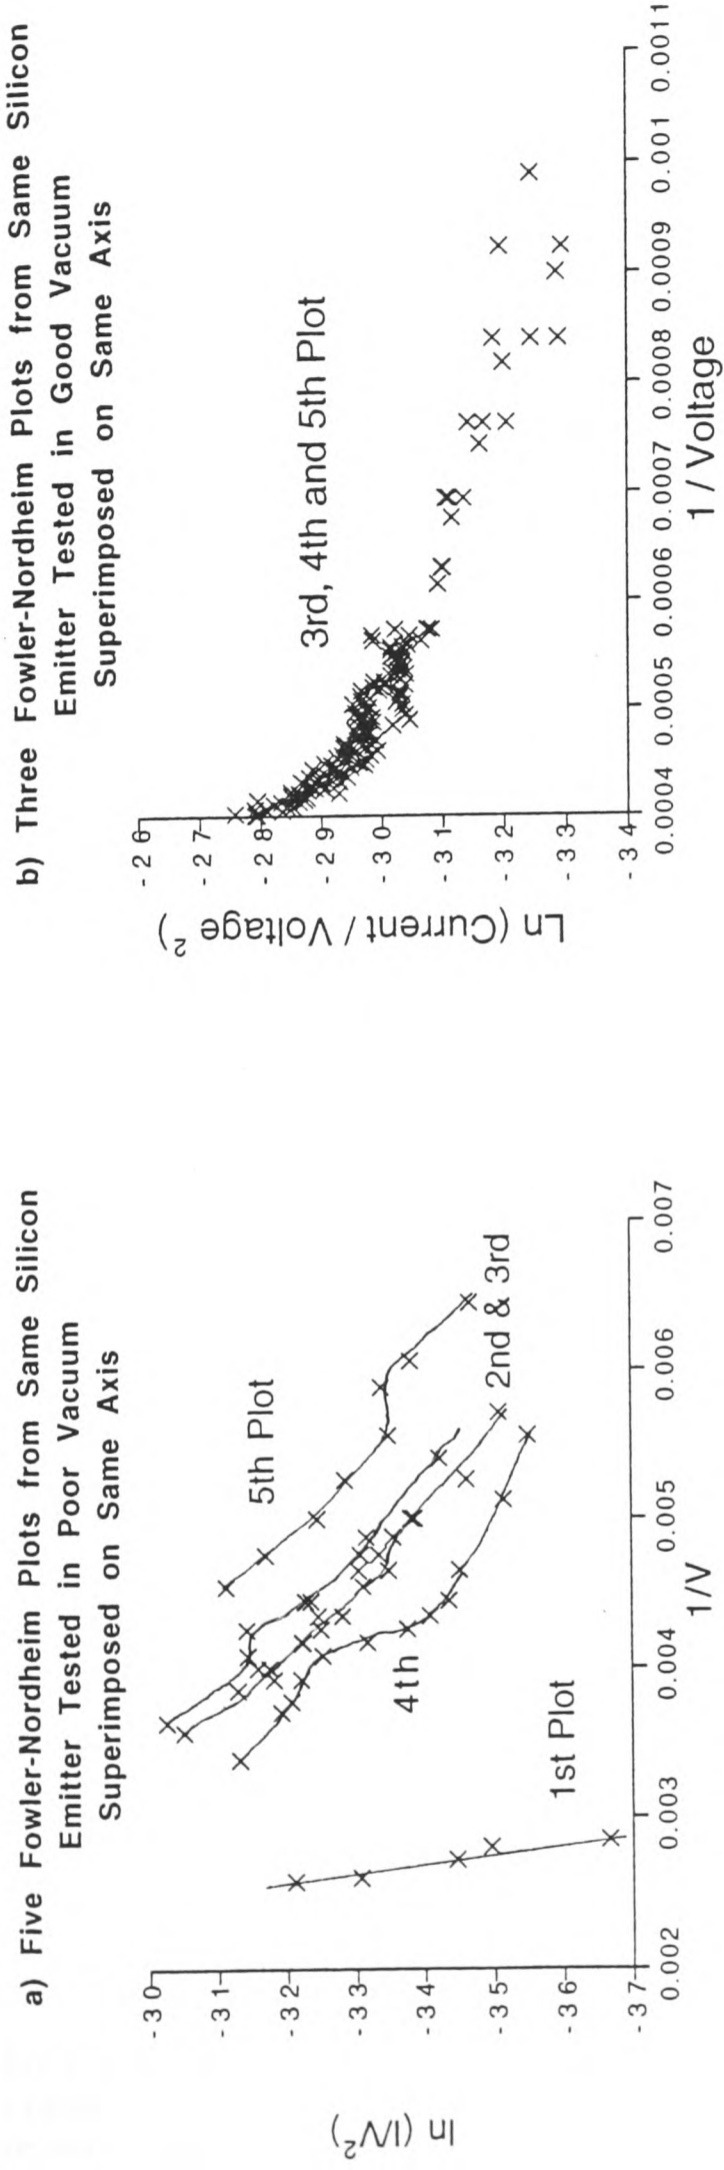 a) Five Fowler-Nordheim Plots from Same Silicon
Emitter Tested in Poor Vacuum
Superimposed on Same Axis
-30
-31
-32
-33
-34
-35
-36
-37
ln (I/V²)
5th Plot
2nd & 3rd
4th
1st Plot
0.002
0.003
0.004
0.005
0.006
0.007
1/V
b) Three Fowler-Nordheim Plots from Same Silicon
Emitter Tested in Good Vacuum
Superimposed on Same Axis
-26
-27
-28
-29
-30
-31
-32
-33
-34
Ln (Current / Voltage ²)
3rd, 4th and 5th Plot
0.0004
0.0005
0.0006
0.0007
0.0008
0.0009
0.001
0.0011
1 / Voltage